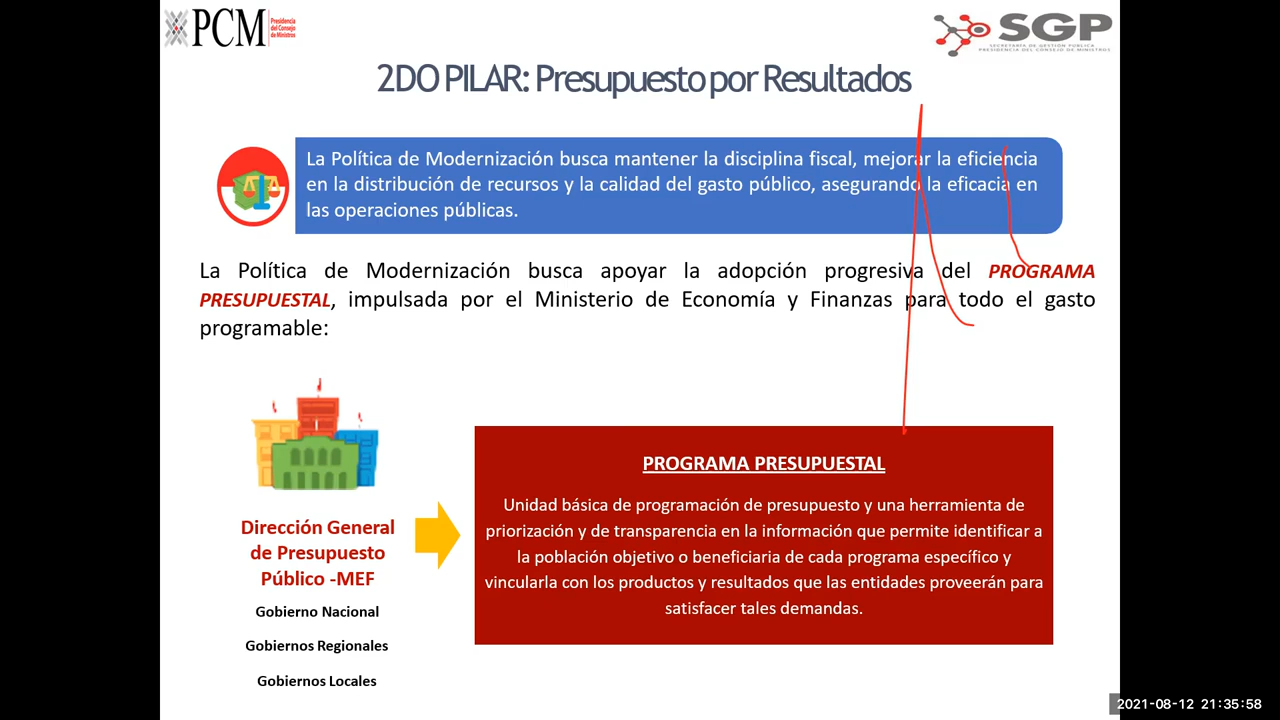 PCM
Presidencia
del Consejo
de Ministros
SGP
SECRETARÍA DE GESTIÓN PÚBLICA
PRESIDENCIA DEL CONSEJO DE MINISTROS
2DO PILAR: Presupuesto por Resultados
La Política de Modernización busca mantener la disciplina fiscal, mejorar la eficiencia
en la distribución de recursos y la calidad del gasto público, asegurando la eficacia en
las operaciones públicas.
La Política de Modernización busca apoyar la adopción progresiva del PROGRAMA
PRESUPUESTAL, impulsada por el Ministerio de Economía y Finanzas para todo el gasto
programable:
Dirección General
de Presupuesto
Público -MEF
Gobierno Nacional
Gobiernos Regionales
Gobiernos Locales
PROGRAMA PRESUPUESTAL
Unidad básica de programación de presupuesto y una herramienta de
priorización y de transparencia en la información que permite identificar a
la población objetivo o beneficiaria de cada programa específico y
vincularla con los productos y resultados que las entidades proveerán para
satisfacer tales demandas.
2021-08-12 21:35:58